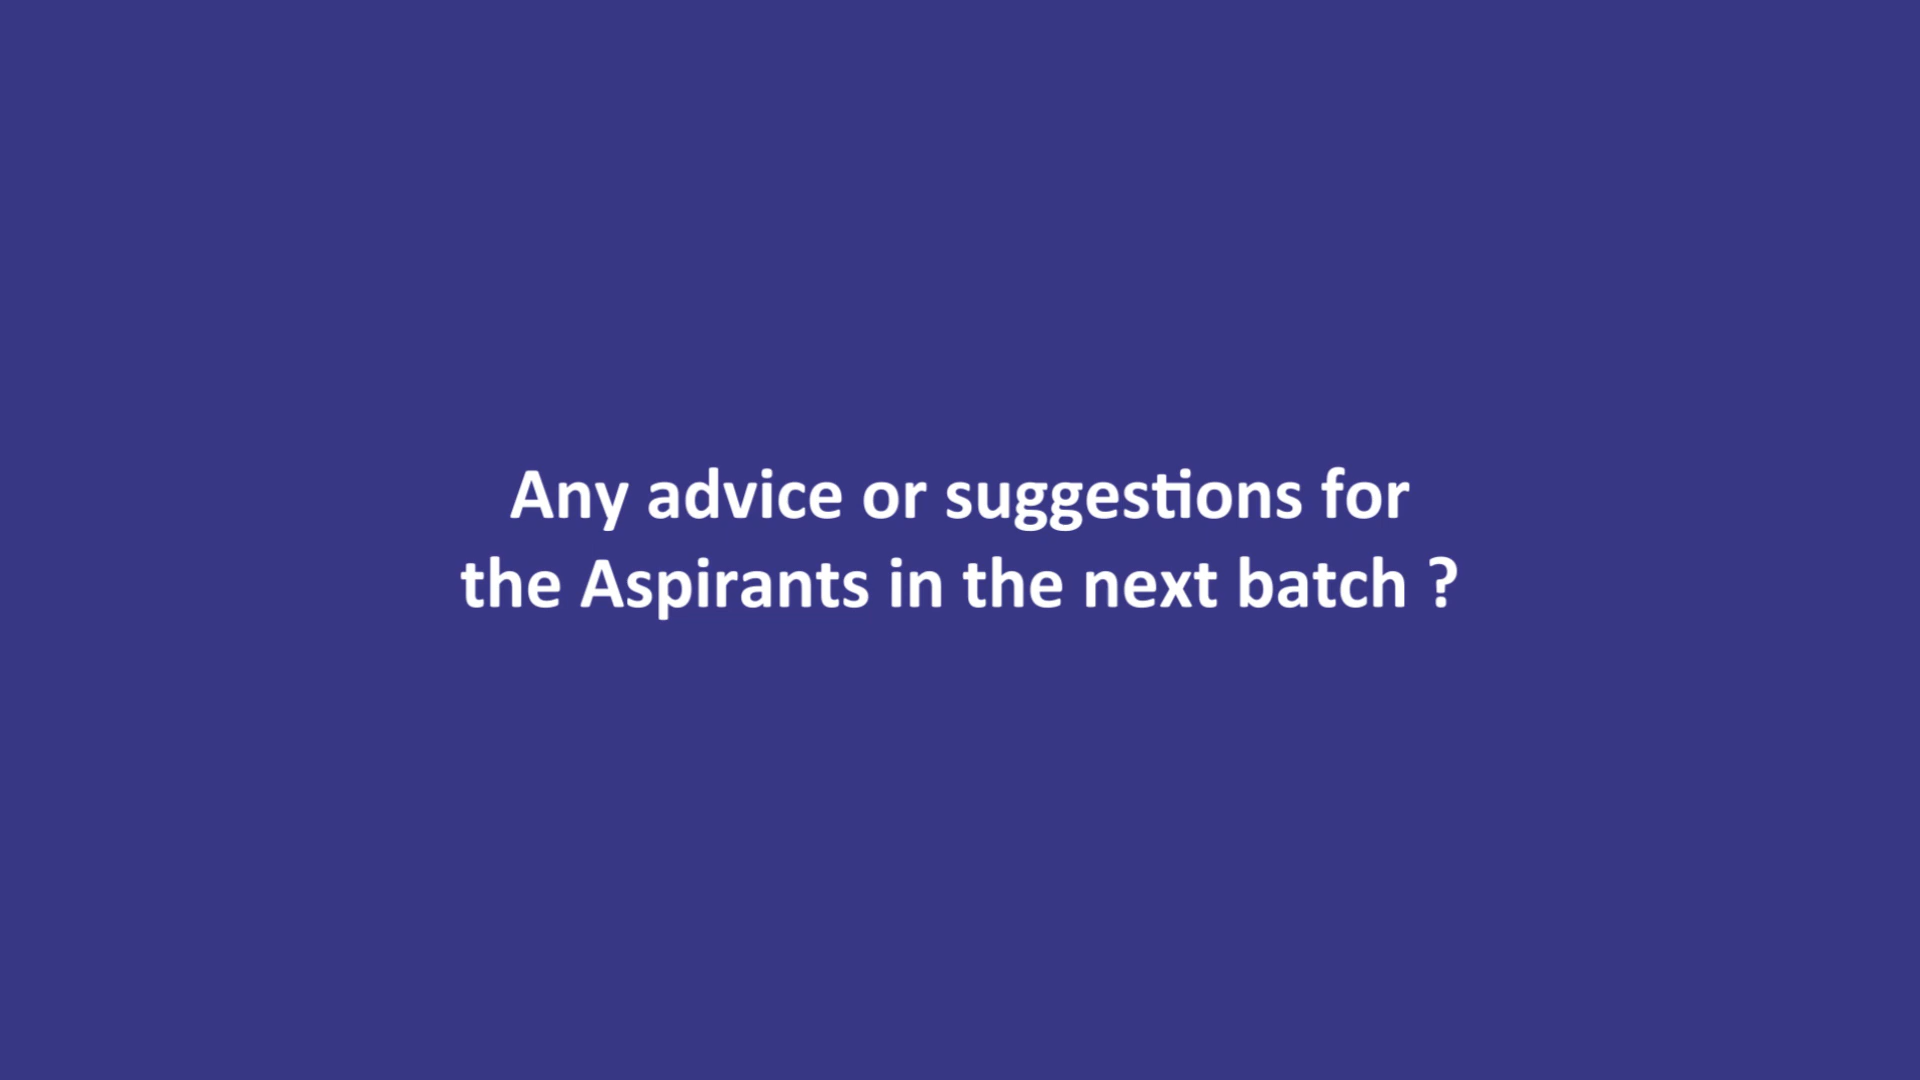 Any advice or suggestions for
the Aspirants in the next batch ?